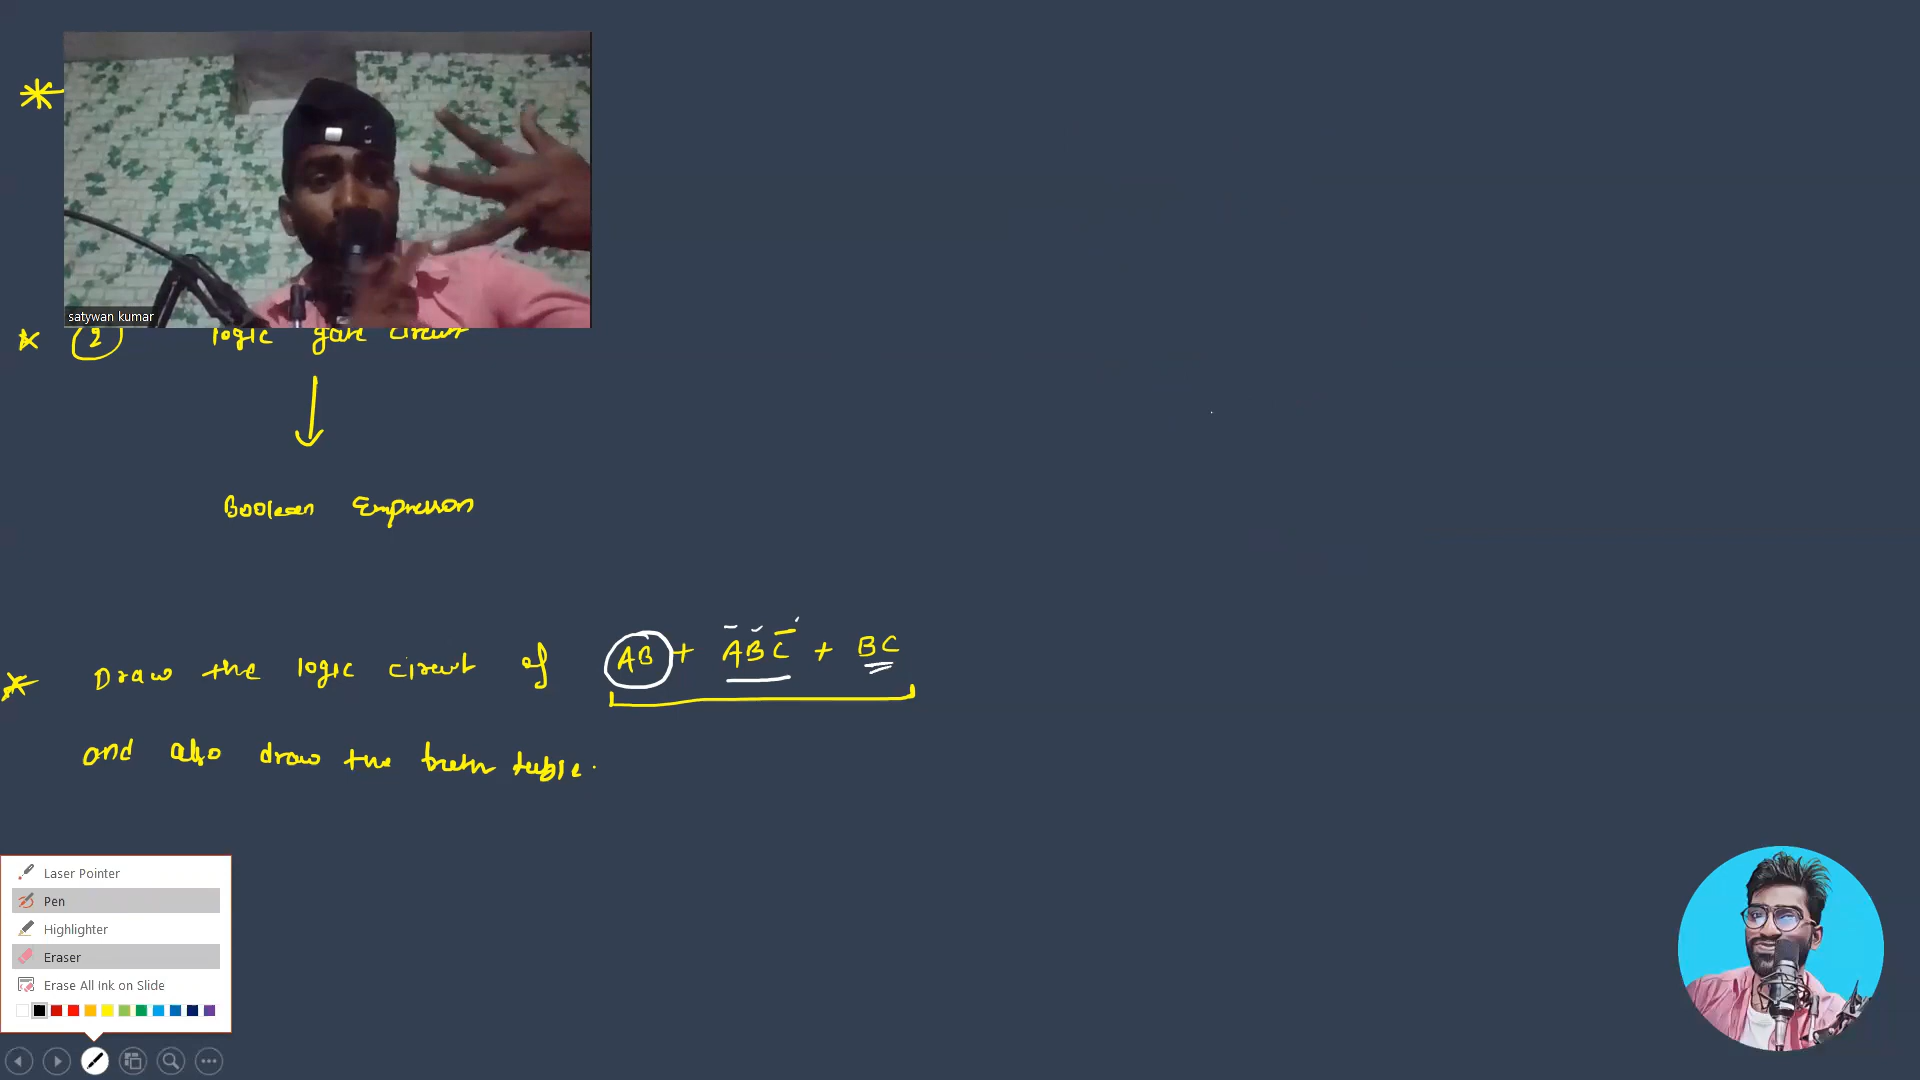 satywan kumar
* (2) logic gate circuit
Boolean Expression
* Draw the logic circuit of AB + ABC̅ + BC
and also draw the truth table.
Laser Pointer
Pen
Highlighter
Eraser
Erase All Ink on Slide